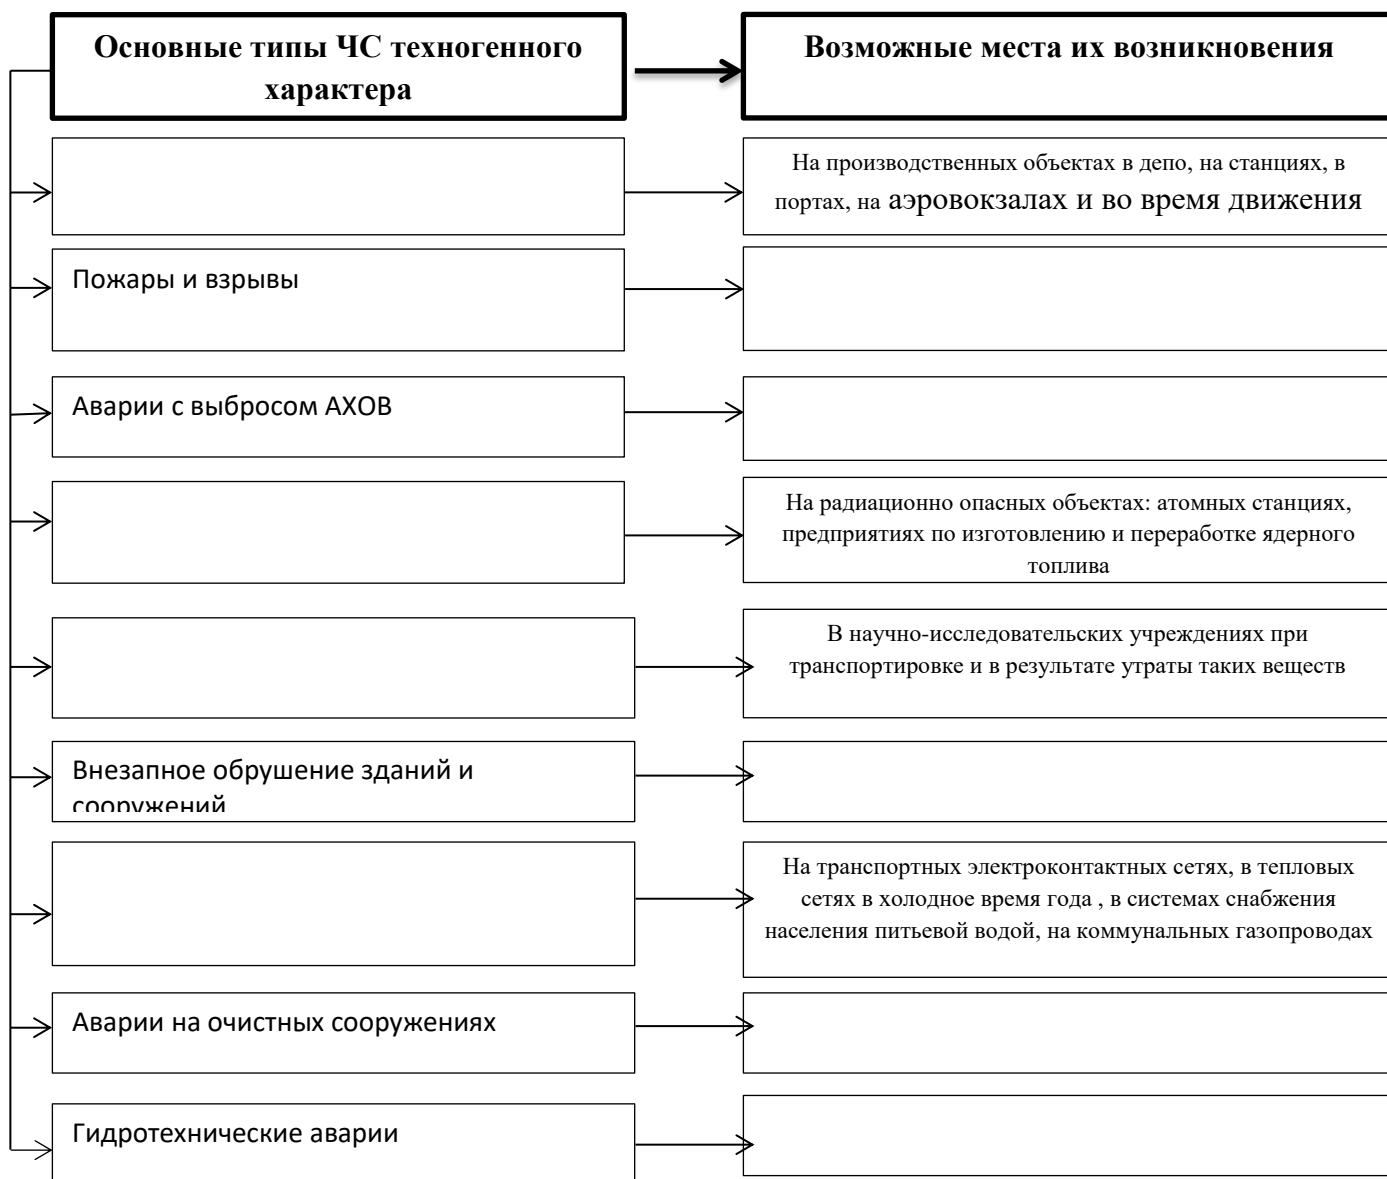 Основные типы ЧС техногенного
характера
Возможные места их возникновения
На производственных объектах в депо, на станциях, в
портах, на аэровокзалах и во время движения
Пожары и взрывы
Аварии с выбросом АХОВ
На радиационно опасных объектах: атомных станциях,
предприятиях по изготовлению и переработке ядерного
топлива
В научно-исследовательских учреждениях при
транспортировке и в результате утраты таких веществ
Внезапное обрушение зданий и
сооружений
На транспортных электроконтактных сетях, в тепловых
сетях в холодное время года , в системах снабжения
населения питьевой водой, на коммунальных газопроводах
Аварии на очистных сооружениях
Гидротехнические аварии